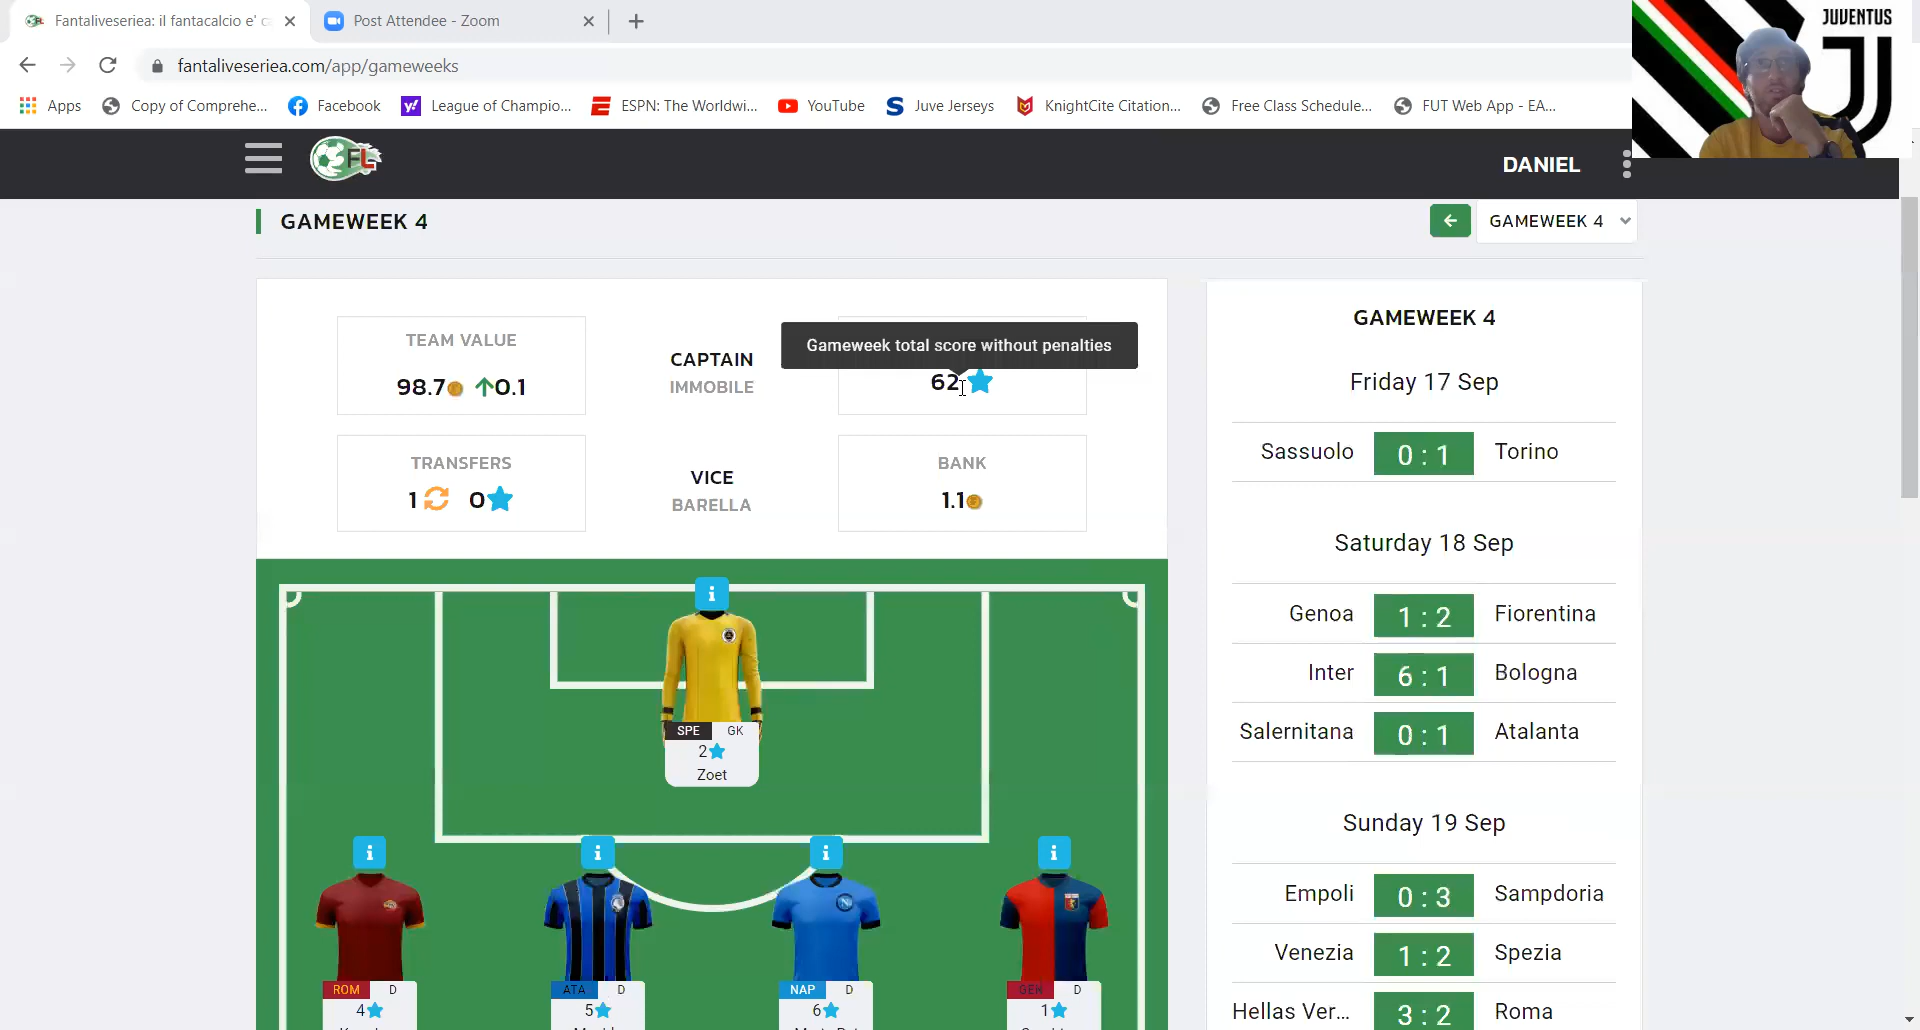 Fantaliveseriea: il fantacalcio e' c
Post Attendee - Zoom
fantaliveseriea.com/app/gameweeks
Apps
Copy of Comprehe...
Facebook
League of Champio...
ESPN: The Worldwi...
YouTube
Juve Jerseys
KnightCite Citation...
Free Class Schedule...
FUT Web App - EA...
JUVENTUS
FL
DANIEL
GAMEWEEK 4
GAMEWEEK 4
TEAM VALUE
98.7 0.1
CAPTAIN
IMMOBILE
Gameweek total score without penalties
62
TRANSFERS
1 0
VICE
BARELLA
BANK
1.1
SPE GK
2
Zoet
ROM D
4
ATA D
5
NAP D
6
GEN D
1
GAMEWEEK 4
Friday 17 Sep
Sassuolo 0 : 1 Torino
Saturday 18 Sep
Genoa 1 : 2 Fiorentina
Inter 6 : 1 Bologna
Salernitana 0 : 1 Atalanta
Sunday 19 Sep
Empoli 0 : 3 Sampdoria
Venezia 1 : 2 Spezia
Hellas Ver... 3 : 2 Roma